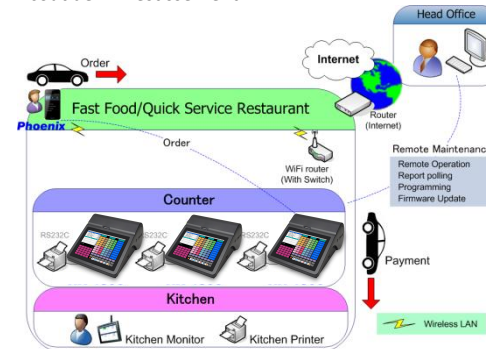 Head Office
Order
Internet
Fast Food/Quick Service Restaurant
Phoenix
Router
(Internet)
Order
WiFi router
(With Switch)
Remote Maintenance
Remote Operation
Report polling
Programming
Firmware Update
Counter
RS232C
RS232C
RS232C
Payment
Kitchen
Kitchen Monitor
Kitchen Printer
Wireless LAN